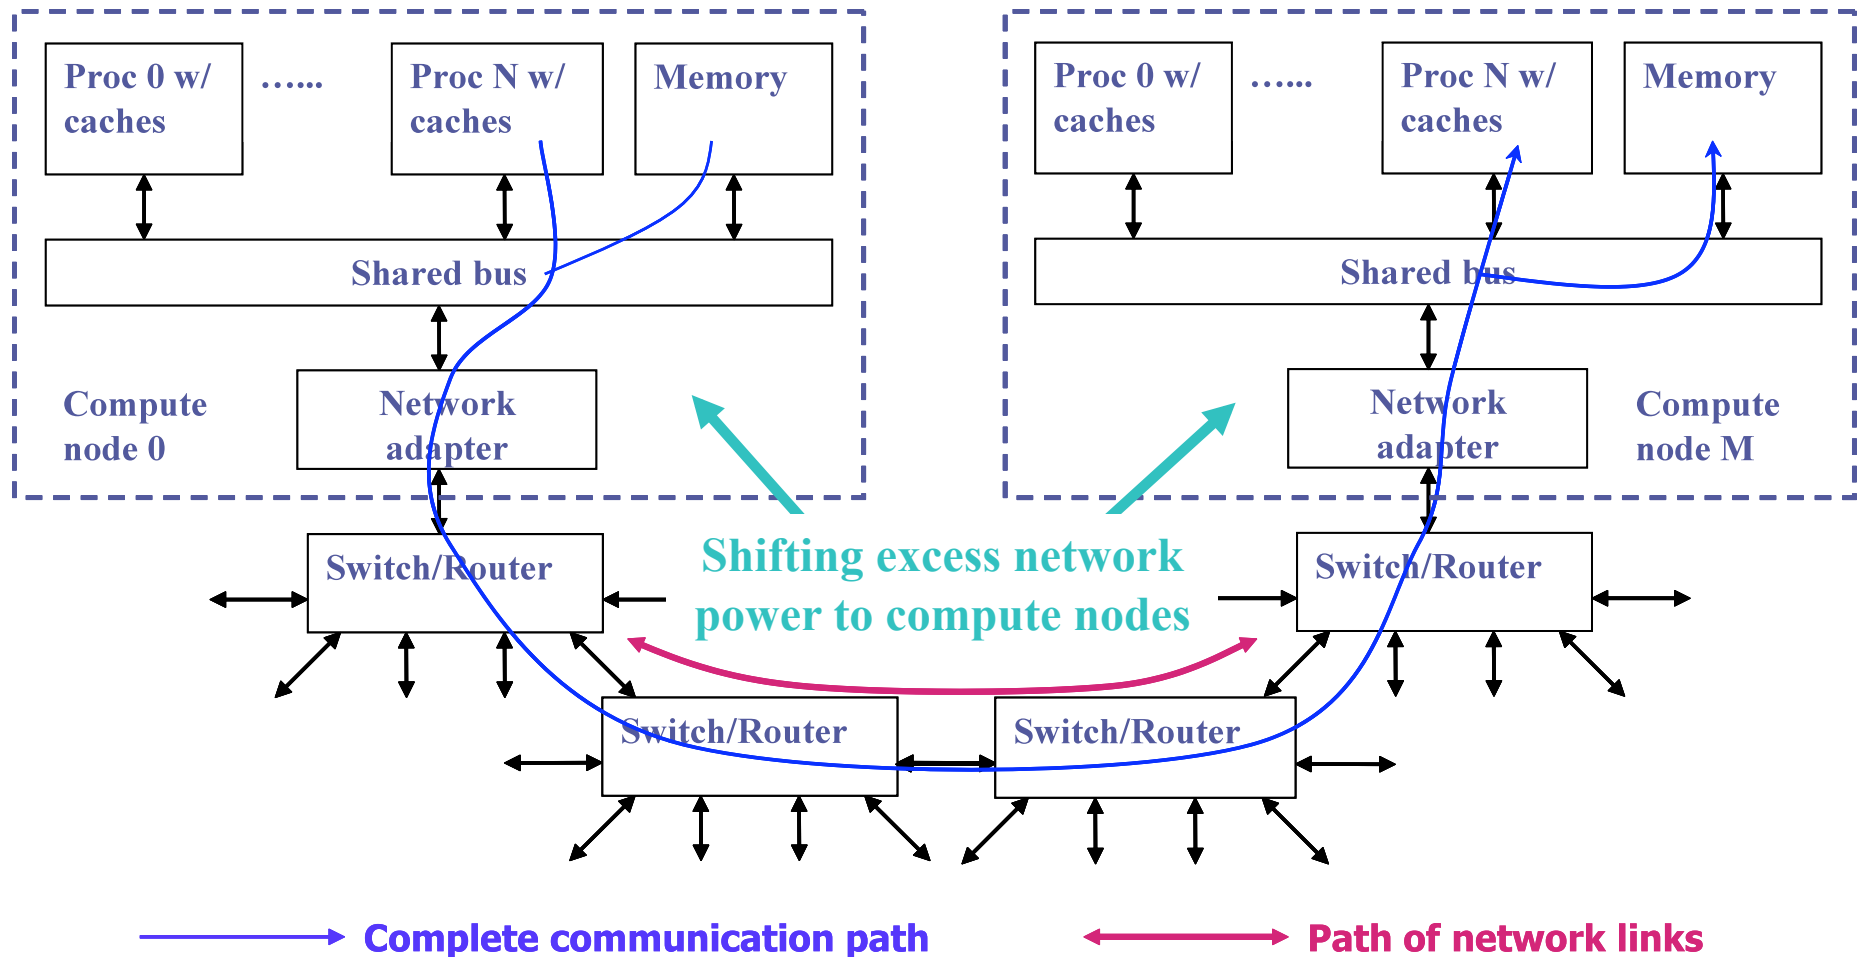 Proc 0 w/
caches
…...
Proc N w/
caches
Memory
Shared bus
Network
adapter
Compute
node 0
Proc 0 w/
caches
…...
Proc N w/
caches
Memory
Shared bus
Network
adapter
Compute
node M
Switch/Router
Shifting excess network
power to compute nodes
Switch/Router
Switch/Router
Switch/Router
Complete communication path
Path of network links